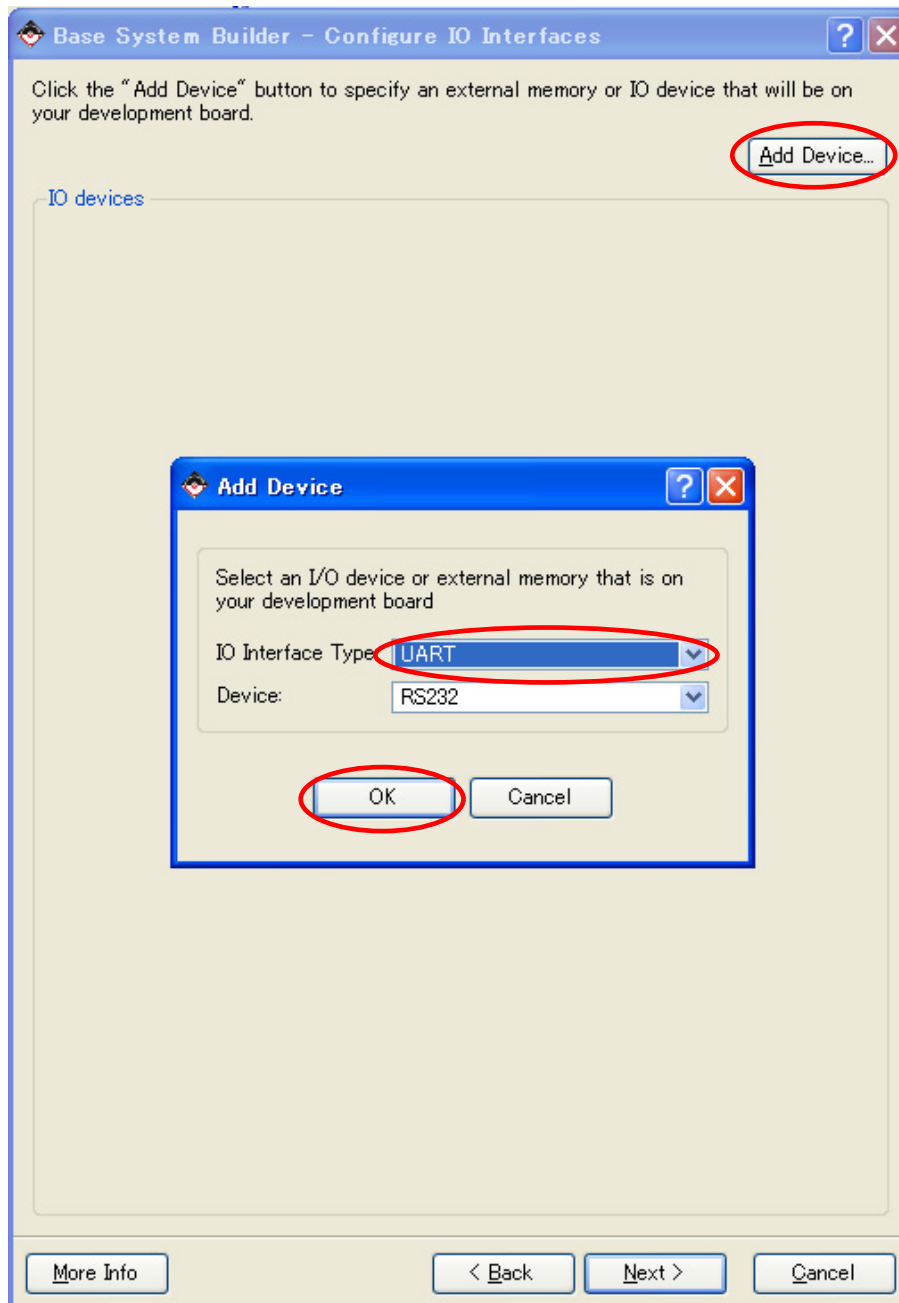 Base System Builder - Configure IO Interfaces
Click the "Add Device" button to specify an external memory or IO device that will be on
your development board.
Add Device...
IO devices
Add Device
Select an I/O device or external memory that is on
your development board
IO Interface Type
UART
Device:
RS232
OK
Cancel
More Info
< Back
Next >
Cancel